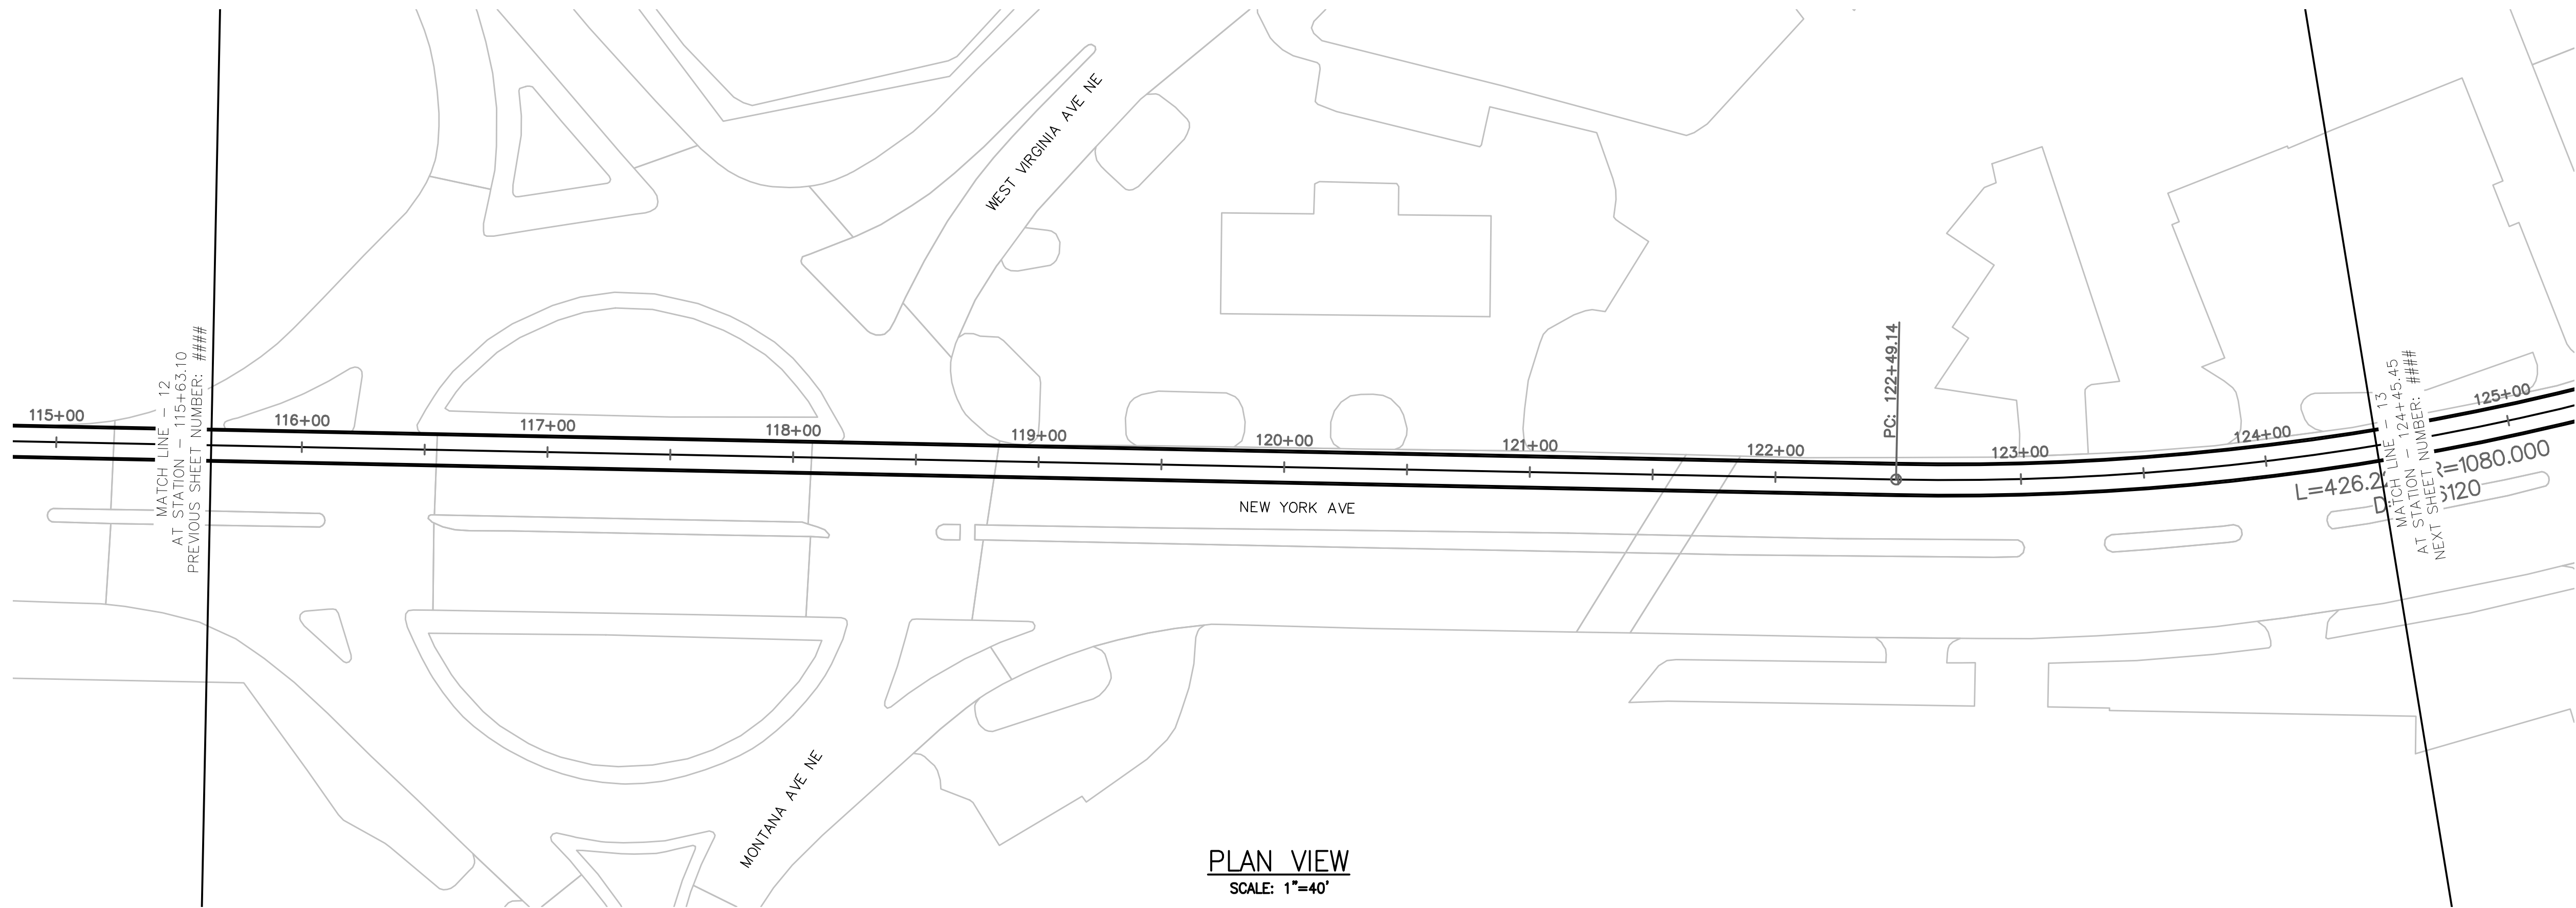 WEST VIRGINIA AVE NE
MATCH LINE - 12
AT STATION - 115+63.10
PREVIOUS SHEET NUMBER: ####
115+00
116+00
117+00
118+00
119+00
120+00
121+00
122+00
PC: 122+49.14
123+00
124+00
125+00
MATCH LINE - 13
AT STATION - 124+45.45
NEXT SHEET NUMBER: ####
R=1080.000
NEW YORK AVE
MONTANA AVE NE
PLAN VIEW
SCALE: 1"=40'